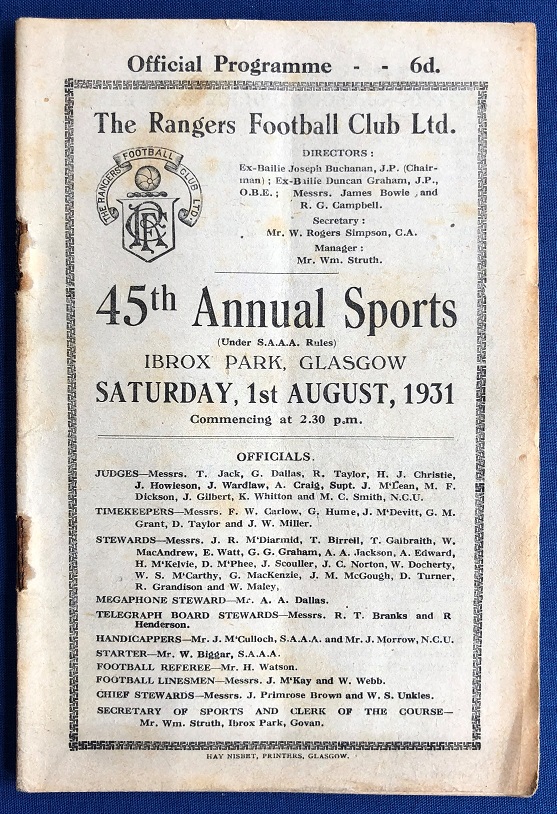 Official Programme - - 6d.
The Rangers Football Club Ltd.
THE RANGERS FOOTBALL CLUB LTD.
RFC
DIRECTORS :
Ex-Bailie Joseph Buchanan, J.P. (Chair-
man) ; Ex-Bailie Duncan Graham, J.P.,
O.B.E. ; Messrs. James Bowie and
R. G. Campbell.
Secretary :
Mr. W. Rogers Simpson, C.A.
Manager :
Mr. Wm. Struth.
45th Annual Sports
(Under S.A.A.A. Rules)
IBROX PARK, GLASGOW
SATURDAY, 1st AUGUST, 1931
Commencing at 2.30 p.m.
OFFICIALS.
JUDGES—Messrs. T. Jack, G. Dallas, R. Taylor, H. J. Christie,
J. Howieson, J. Wardlaw, A. Craig, Supt. J. M'Lean, M. F.
Dickson, J. Gilbert, K. Whitton and M. C. Smith, N.C.U.
TIMEKEEPERS—Messrs. F. W. Carlow, G. Hume, J. M'Devitt, G. M.
Grant, D. Taylor and J. W. Miller.
STEWARDS—Messrs. J. R. M'Diarmid, T. Birrell, T. Galbraith, W.
MacAndrew, E. Watt, G. G. Graham, A. A. Jackson, A. Edward,
H. M'Kelvie, D. M'Phee, J. Scouller, J. C. Norton, W. Docherty,
W. S. M'Carthy, G. MacKenzie, J. M. McGough, D. Turner,
R. Grandison and W. Maley,
MEGAPHONE STEWARD—Mr. A. A. Dallas.
TELEGRAPH BOARD STEWARDS—Messrs. R. T. Branks and R
Henderson.
HANDICAPPERS—Mr. J. M'Culloch, S.A.A.A. and Mr. J. Morrow, N.C.U.
STARTER—Mr. W. Biggar, S.A.A.A.
FOOTBALL REFEREE—Mr. H. Watson.
FOOTBALL LINESMEN—Messrs. J. M'Kay and W. Webb.
CHIEF STEWARDS—Messrs. J. Primrose Brown and W. S. Unkles.
SECRETARY OF SPORTS AND CLERK OF THE COURSE—
Mr. Wm. Struth, Ibrox Park, Govan.
HAY NISBET, PRINTERS, GLASGOW.